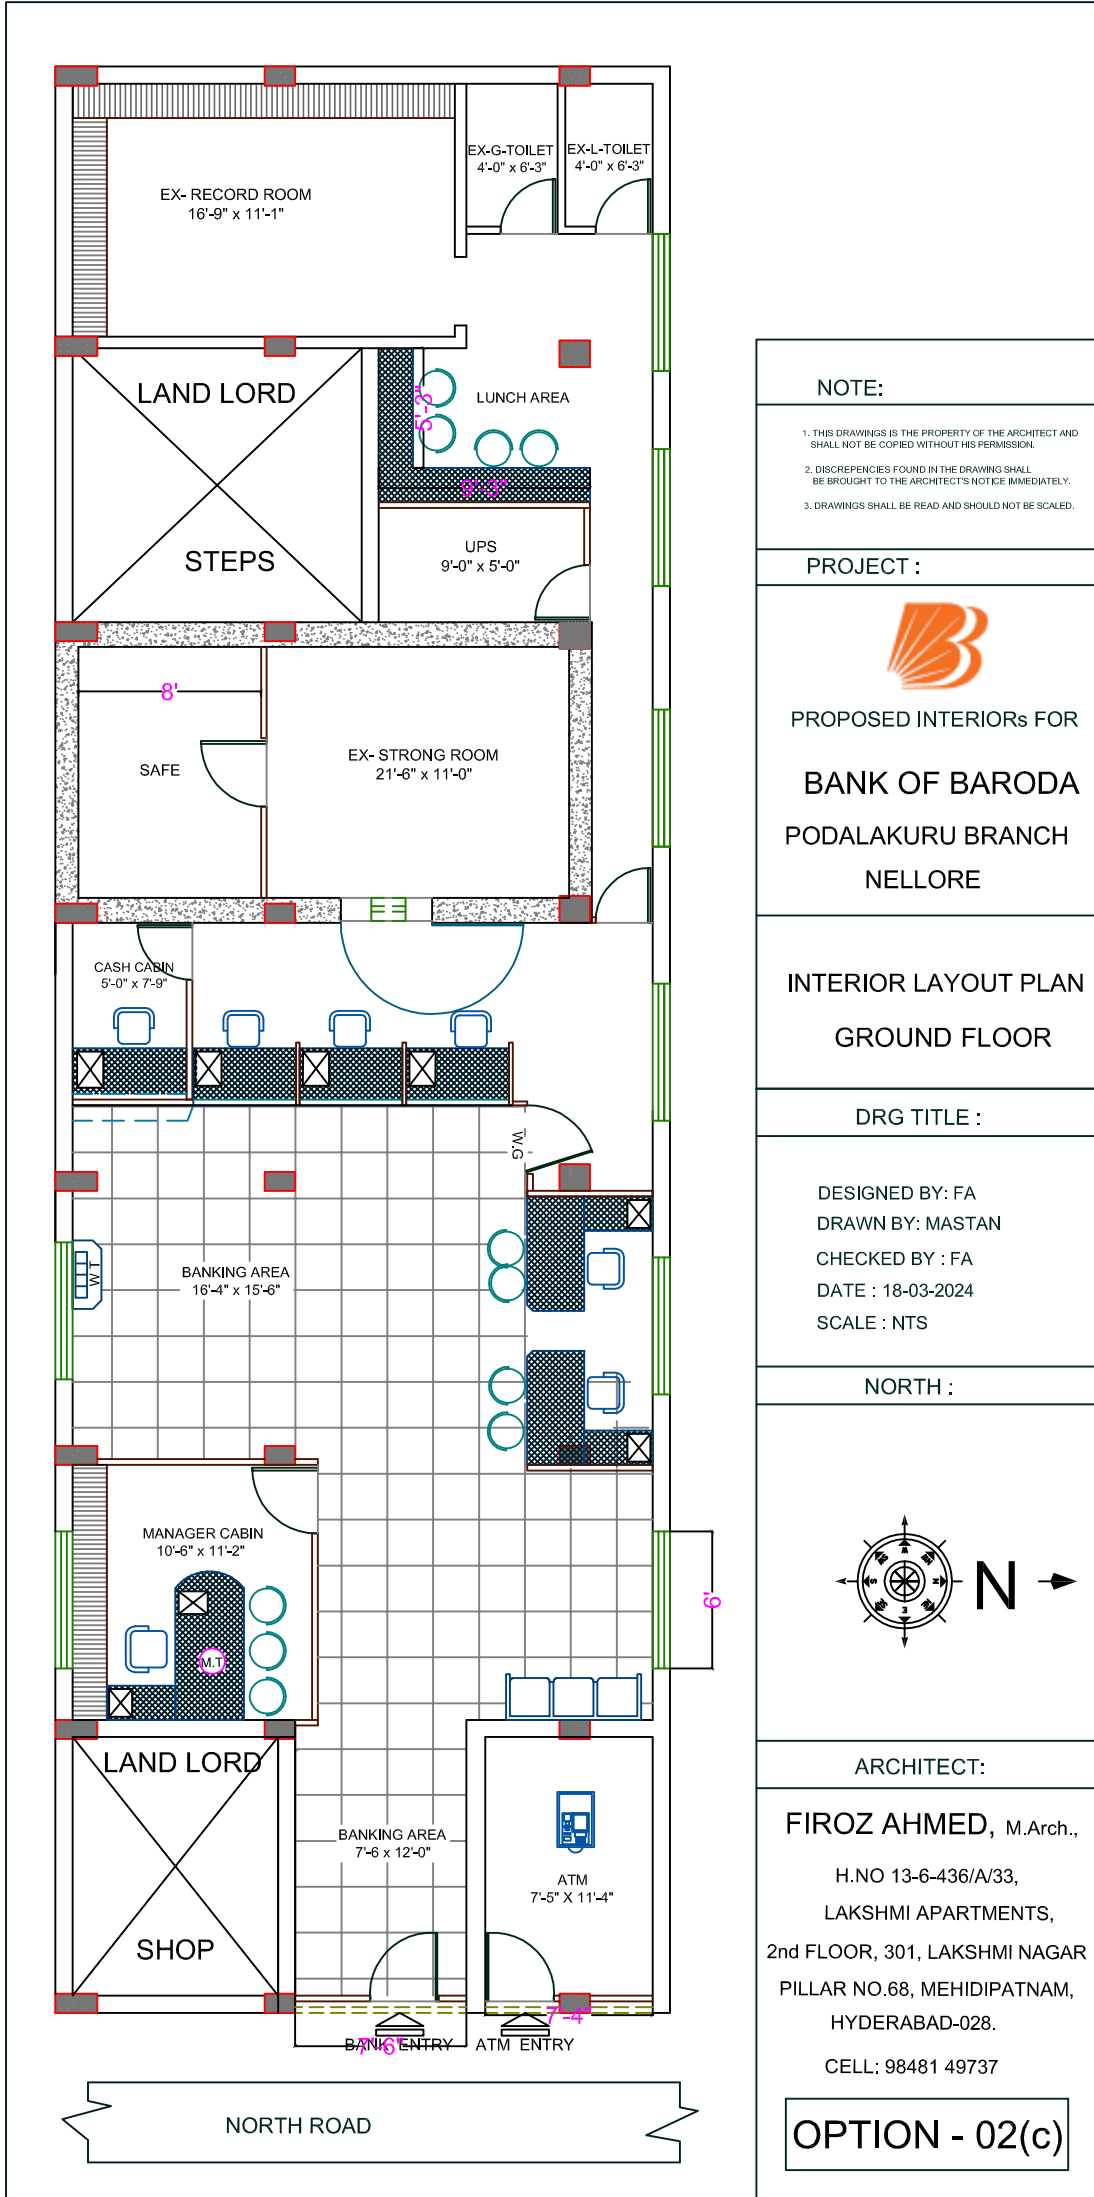 EX- RECORD ROOM
16'-9" x 11'-1"
EX-G-TOILET
4'-0" x 6'-3"
EX-L-TOILET
4'-0" x 6'-3"
LAND LORD
STEPS
5'-3"
LUNCH AREA
9'-3"
UPS
9'-0" x 5'-0"
8'
SAFE
EX- STRONG ROOM
21'-6" x 11'-0"
CASH CABIN
5'-0" x 7'-9"
W.G
BANKING AREA
16'-4" x 15'-6"
W T
MANAGER CABIN
10'-6" x 11'-2"
M.T
6'
LAND LORD
SHOP
BANKING AREA
7'-6 x 12'-0"
ATM
7'-5" X 11'-4"
7'-4"
7'-6"
BANK ENTRY
ATM ENTRY
NORTH ROAD
NOTE:
1. THIS DRAWINGS IS THE PROPERTY OF THE ARCHITECT AND
SHALL NOT BE COPIED WITHOUT HIS PERMISSION.
2. DISCREPENCIES FOUND IN THE DRAWING SHALL
BE BROUGHT TO THE ARCHITECT'S NOTICE IMMEDIATELY.
3. DRAWINGS SHALL BE READ AND SHOULD NOT BE SCALED.
PROJECT :
PROPOSED INTERIORs FOR
BANK OF BARODA
PODALAKURU BRANCH
NELLORE
INTERIOR LAYOUT PLAN
GROUND FLOOR
DRG TITLE :
DESIGNED BY: FA
DRAWN BY: MASTAN
CHECKED BY : FA
DATE : 18-03-2024
SCALE : NTS
NORTH :
W
SW
NW
S
N
SE
NE
E
N
ARCHITECT:
FIROZ AHMED, M.Arch.,
H.NO 13-6-436/A/33,
LAKSHMI APARTMENTS,
2nd FLOOR, 301, LAKSHMI NAGAR
PILLAR NO.68, MEHIDIPATNAM,
HYDERABAD-028.
CELL: 98481 49737
OPTION - 02(c)